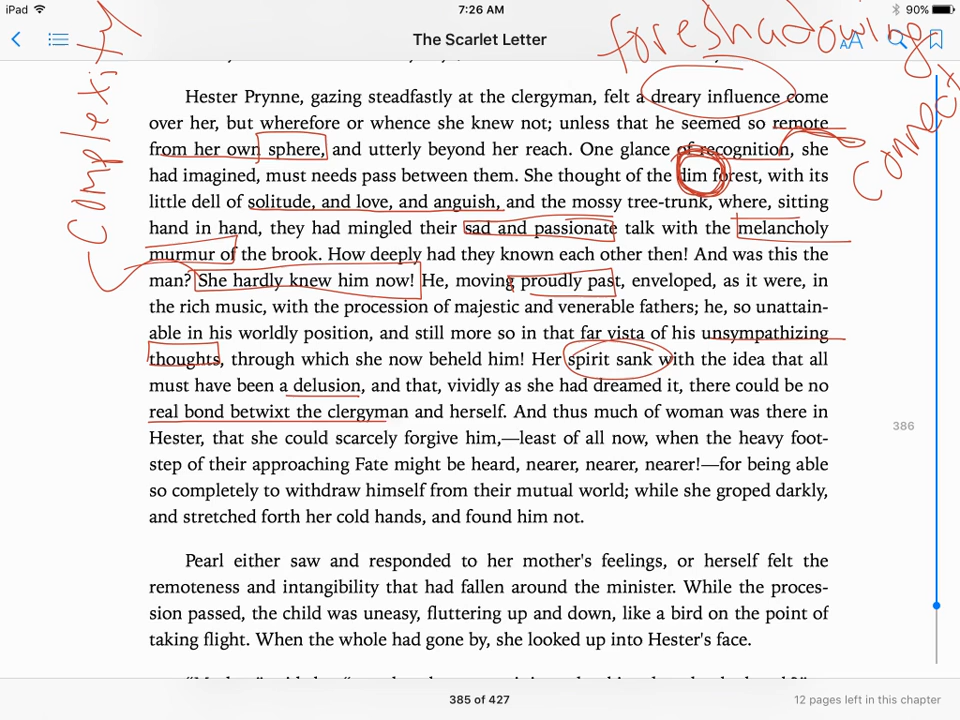 iPad 7:26 AM 90%
The Scarlet Letter AA
foreshadowing
Complexity
Connect
Hester Prynne, gazing steadfastly at the clergyman, felt a dreary influence come
over her, but wherefore or whence she knew not; unless that he seemed so remote
from her own sphere, and utterly beyond her reach. One glance of recognition, she
had imagined, must needs pass between them. She thought of the dim forest, with its
little dell of solitude, and love, and anguish, and the mossy tree-trunk, where, sitting
hand in hand, they had mingled their sad and passionate talk with the melancholy
murmur of the brook. How deeply had they known each other then! And was this the
man? She hardly knew him now! He, moving proudly past, enveloped, as it were, in
the rich music, with the procession of majestic and venerable fathers; he, so unattain-
able in his worldly position, and still more so in that far vista of his unsympathizing
thoughts, through which she now beheld him! Her spirit sank with the idea that all
must have been a delusion, and that, vividly as she had dreamed it, there could be no
real bond betwixt the clergyman and herself. And thus much of woman was there in
Hester, that she could scarcely forgive him,—least of all now, when the heavy foot-
step of their approaching Fate might be heard, nearer, nearer, nearer!—for being able
so completely to withdraw himself from their mutual world; while she groped darkly,
and stretched forth her cold hands, and found him not.
386
Pearl either saw and responded to her mother's feelings, or herself felt the
remoteness and intangibility that had fallen around the minister. While the proces-
sion passed, the child was uneasy, fluttering up and down, like a bird on the point of
taking flight. When the whole had gone by, she looked up into Hester's face.
385 of 427 12 pages left in this chapter